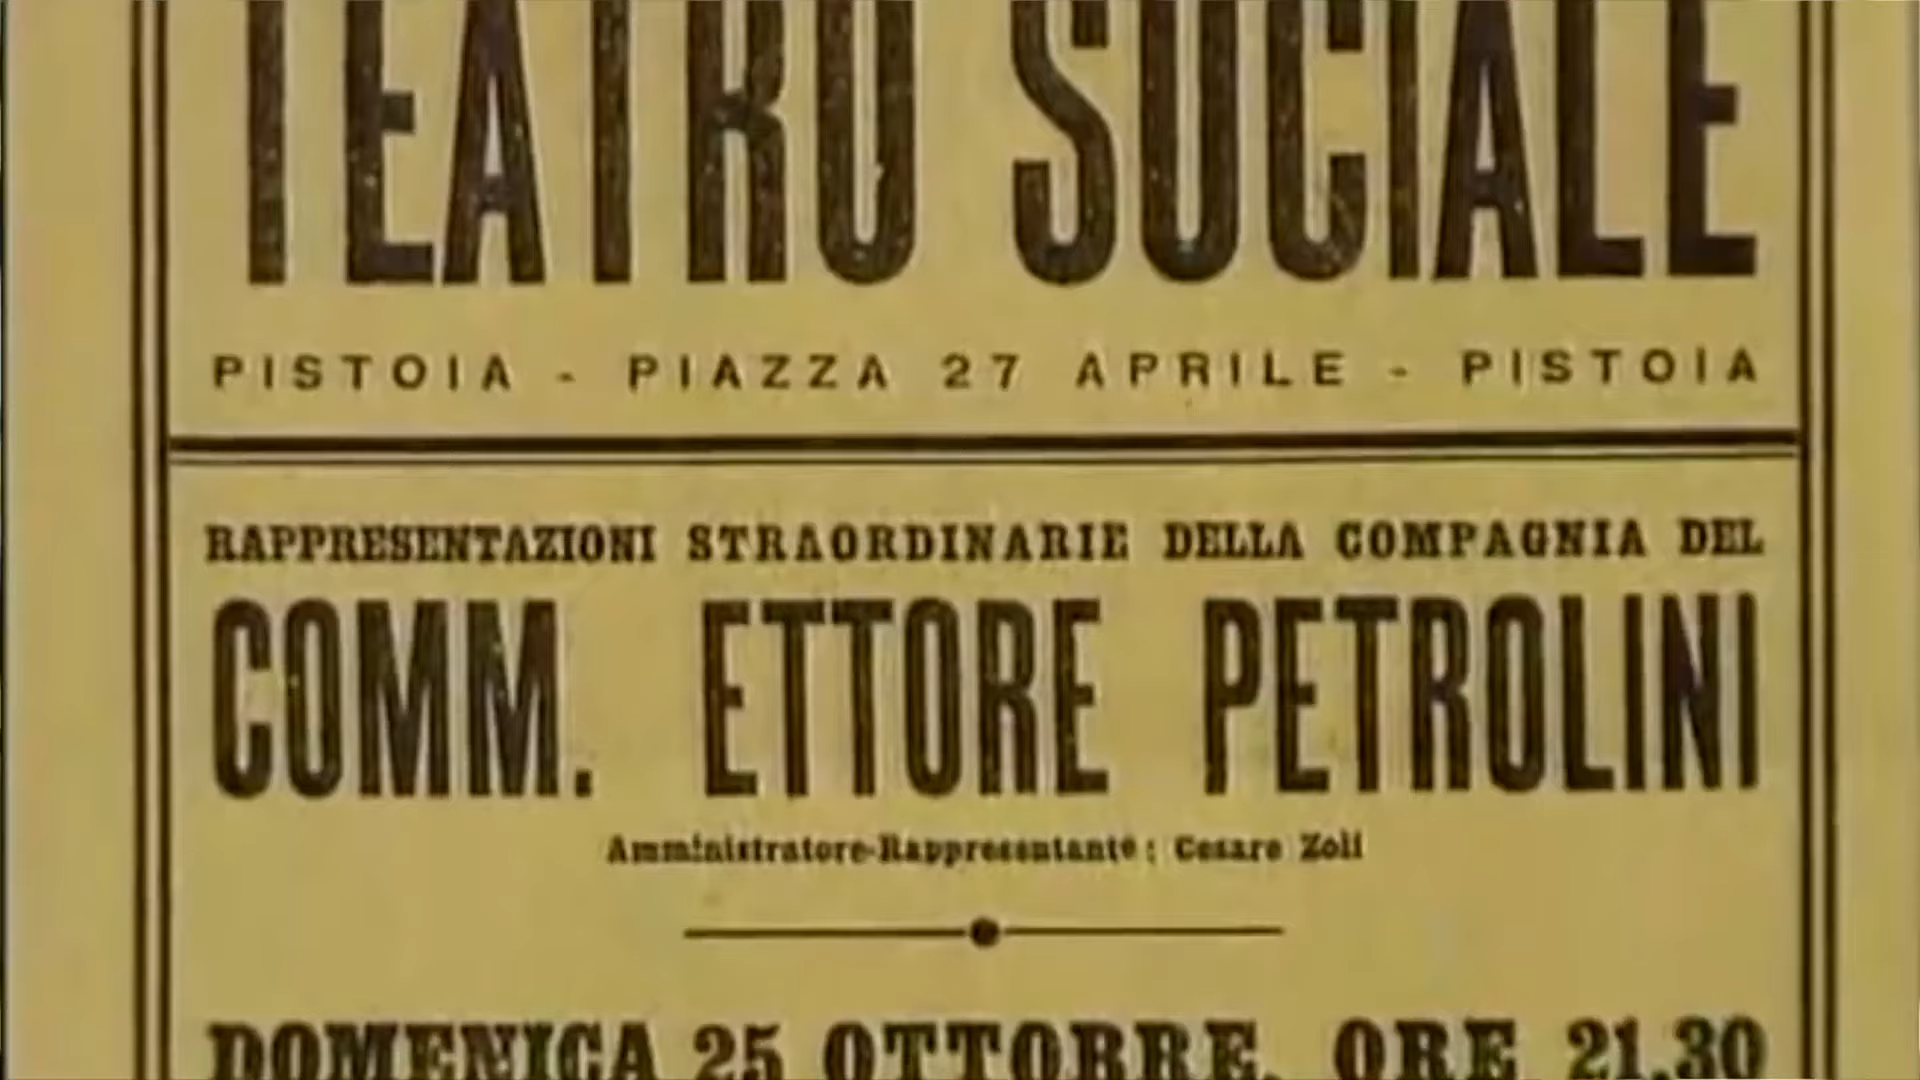 TEATRO SOCIALE
PISTOIA - PIAZZA 27 APRILE - PISTOIA
RAPPRESENTAZIONI STRAORDINARIE DELLA COMPAGNIA DEL
COMM. ETTORE PETROLINI
Amministratore-Rappresentante : Cesare Zoli
DOMENICA 25 OTTOBRE, ORE 21,30